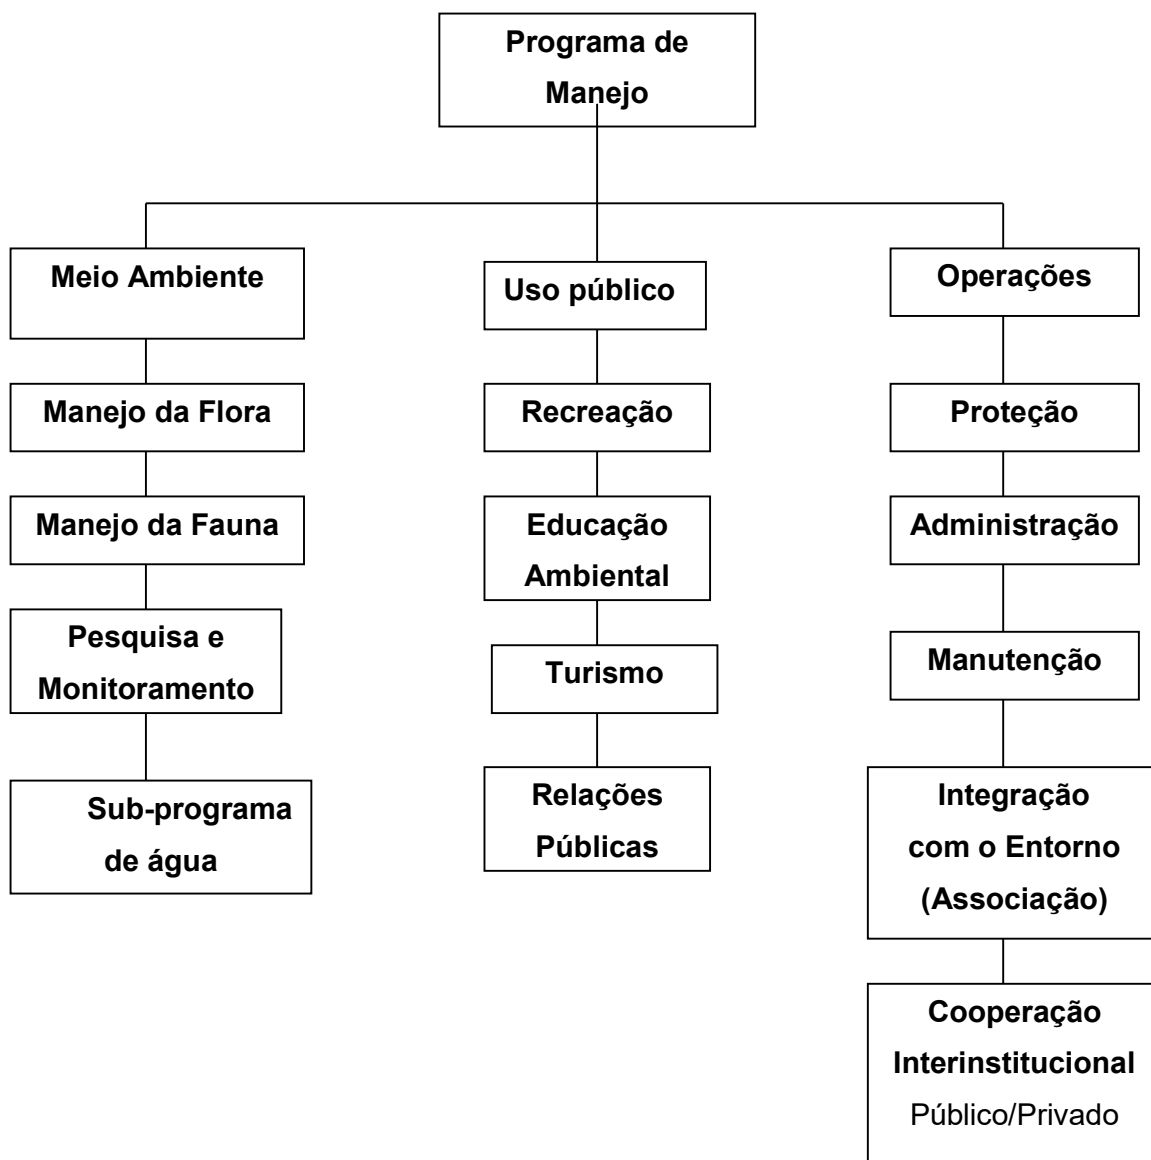 Programa de
Manejo
Meio Ambiente
Uso público
Operações
Manejo da Flora
Recreação
Proteção
Manejo da Fauna
Educação
Ambiental
Administração
Pesquisa e
Monitoramento
Turismo
Manutenção
Sub-programa
de água
Relações
Públicas
Integração
com o Entorno
(Associação)
Cooperação
Interinstitucional
Público/Privado